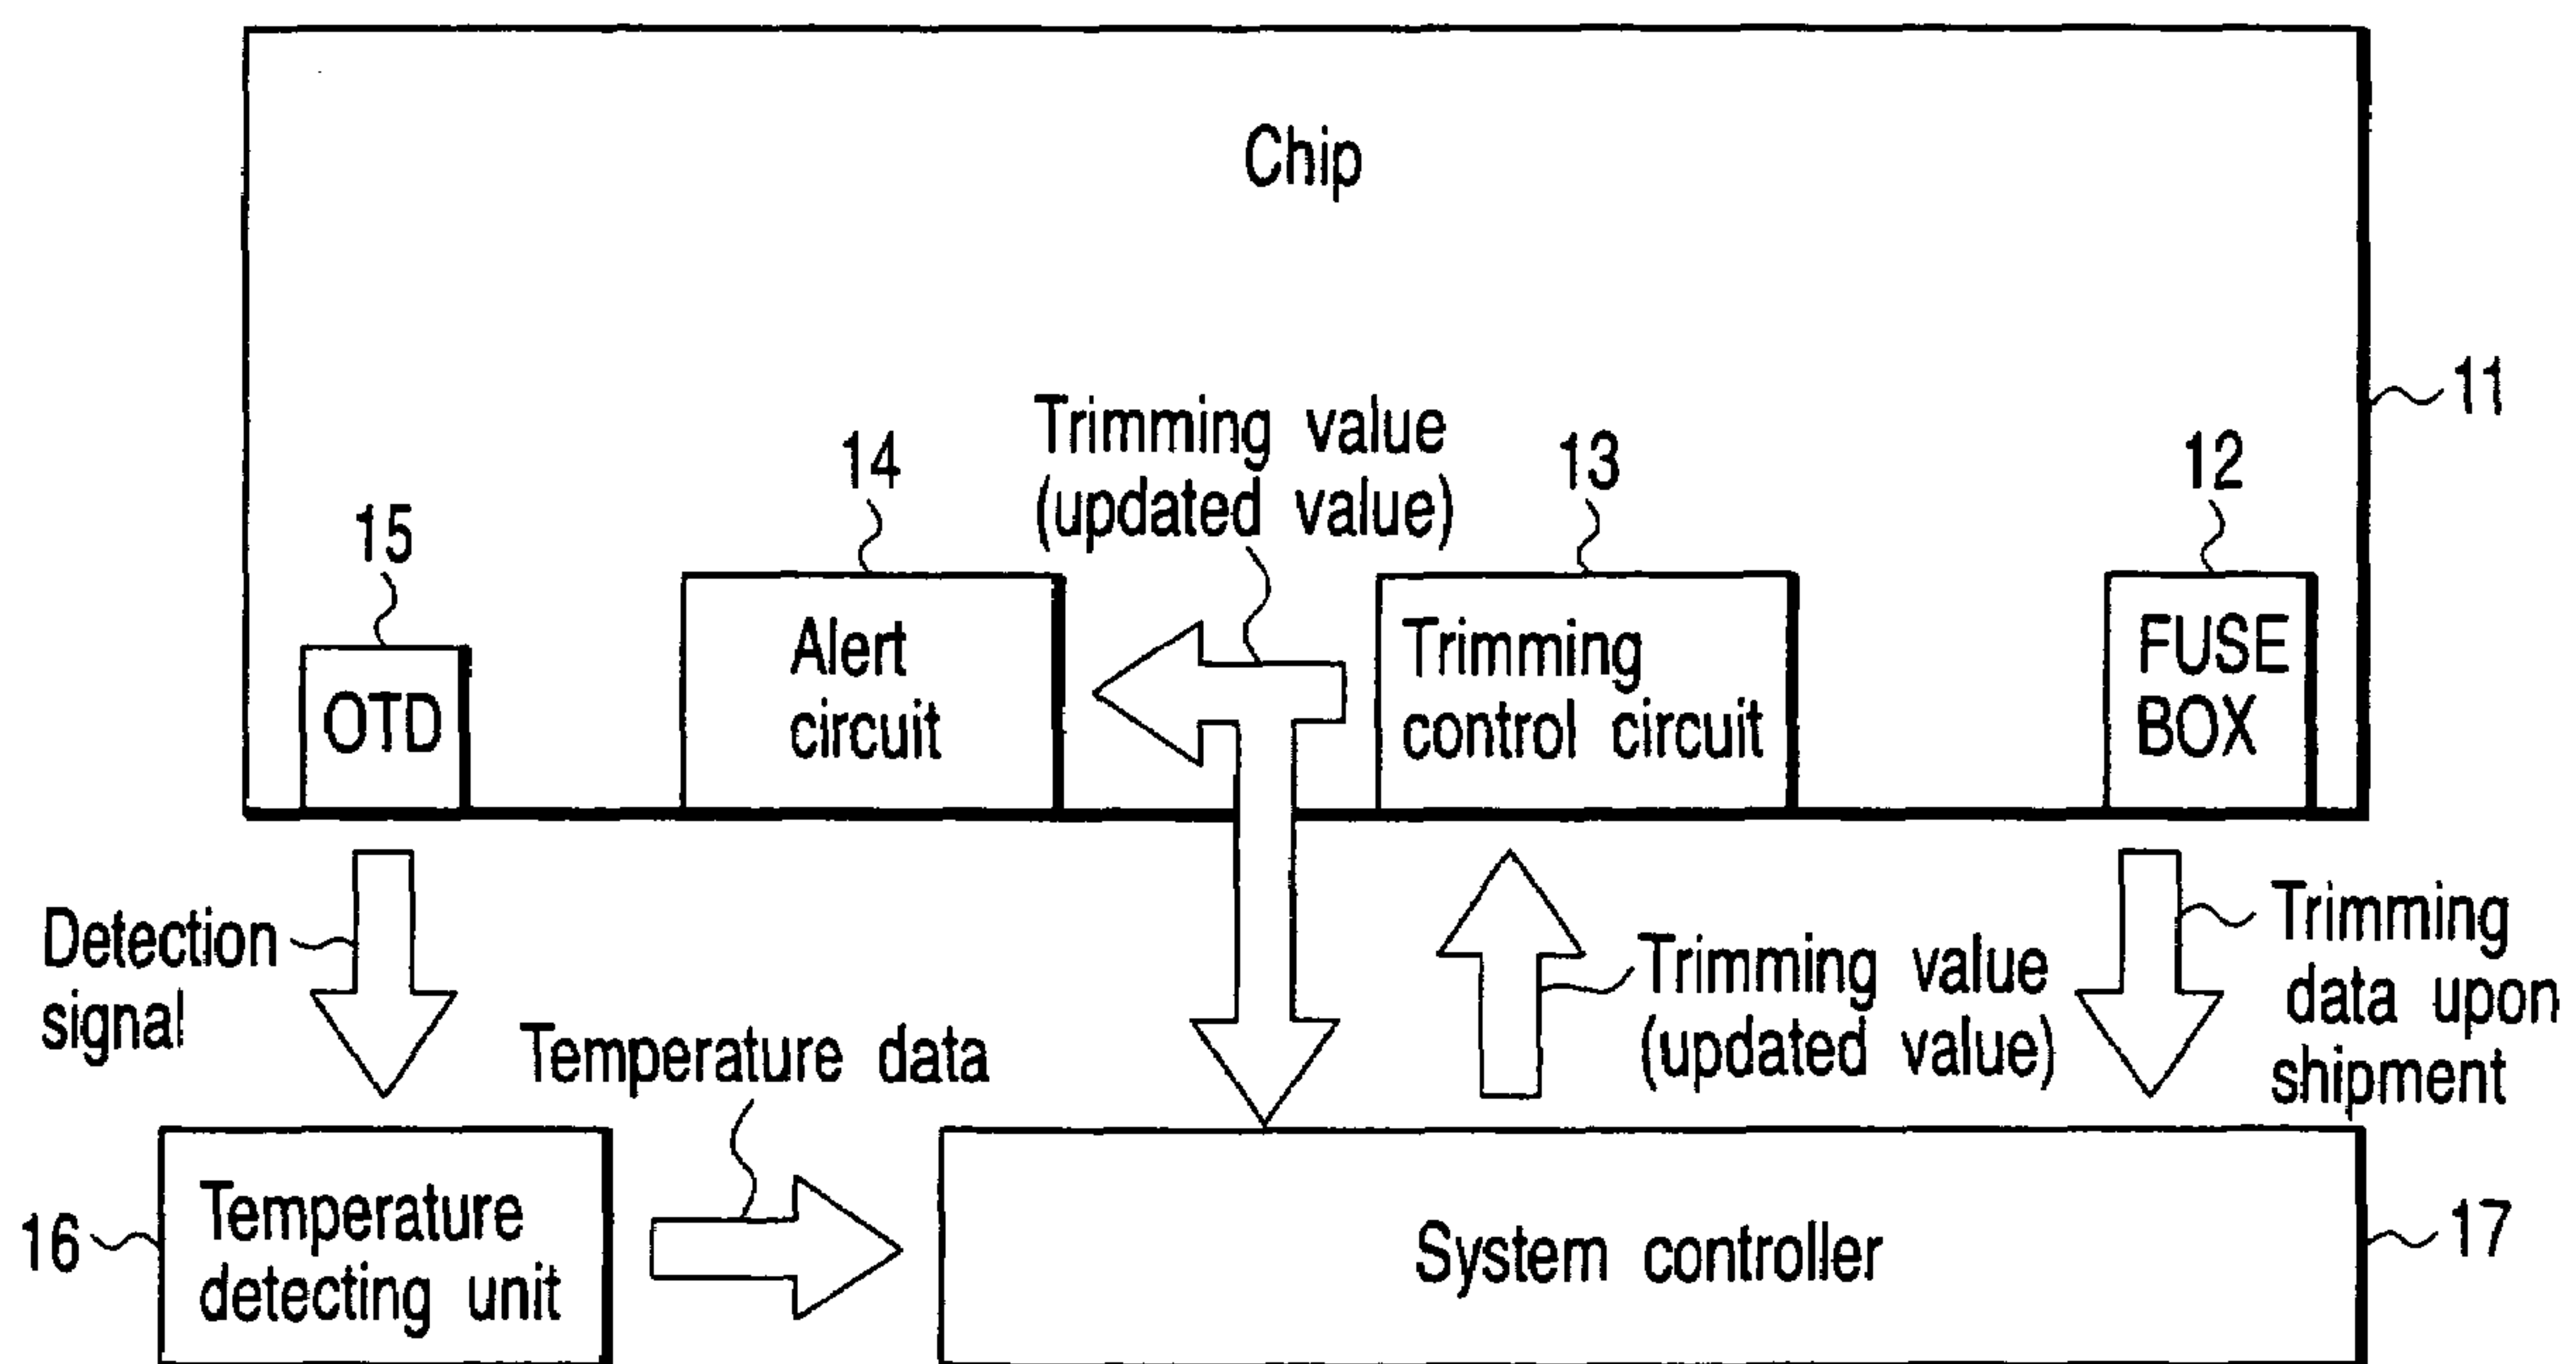 Chip
11
Trimming value
(updated value)
14
13
12
15
Alert
circuit
Trimming
control circuit
FUSE
BOX
OTD
Detection
signal
Temperature data
Trimming value
(updated value)
Trimming
data upon
shipment
16
Temperature
detecting unit
System controller
17